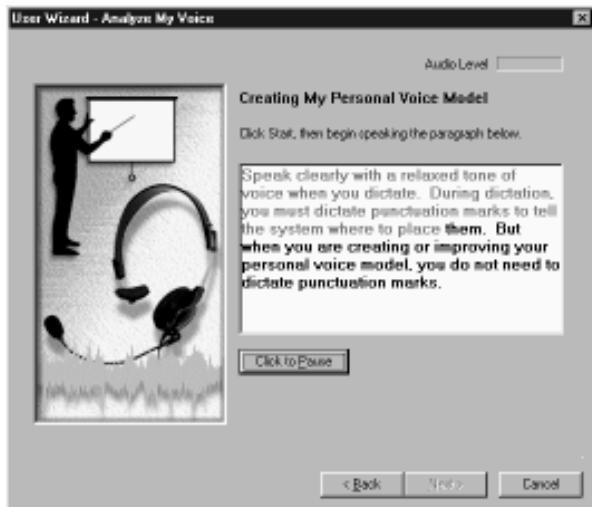 User Wizard - Analyze My Voice
Audio Level
Creating My Personal Voice Model
Click Start, then begin speaking the paragraph below.
Speak clearly with a relaxed tone of
voice when you dictate. During dictation,
you must dictate punctuation marks to tell
the system where to place them. But
when you are creating or improving your
personal voice model, you do not need to
dictate punctuation marks.
Click to Pause
< Back
Next >
Cancel